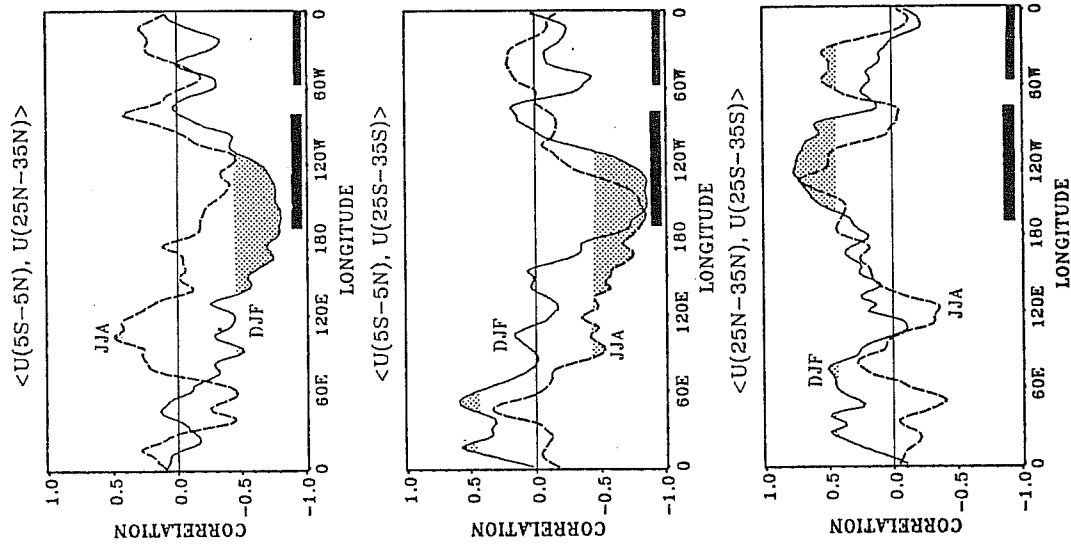 <U(5S-5N), U(25N-35N)>
CORRELATION
1.0
0.5
0.0
-0.5
-1.0
JJA
DJF
0 60E 120E 180 120W 60W 0
LONGITUDE
<U(5S-5N), U(25S-35S)>
CORRELATION
1.0
0.5
0.0
-0.5
-1.0
DJF
JJA
0 60E 120E 180 120W 60W 0
LONGITUDE
<U(25N-35N), U(25S-35S)>
CORRELATION
1.0
0.5
0.0
-0.5
-1.0
DJF
JJA
0 60E 120E 180 120W 60W 0
LONGITUDE